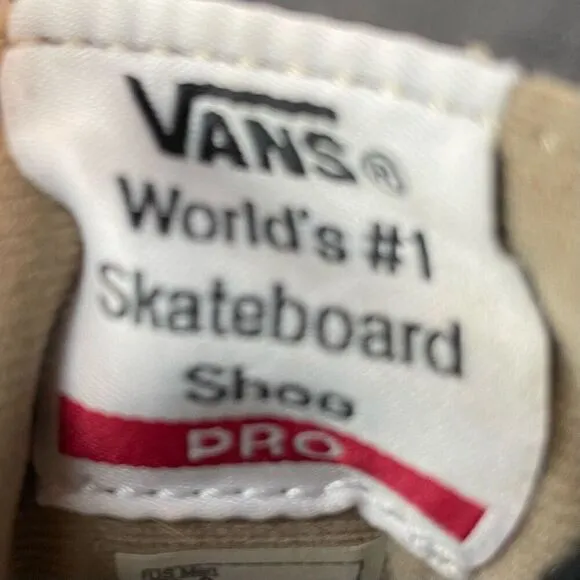 VANS®
World's #1
Skateboard
Shoe
PRO